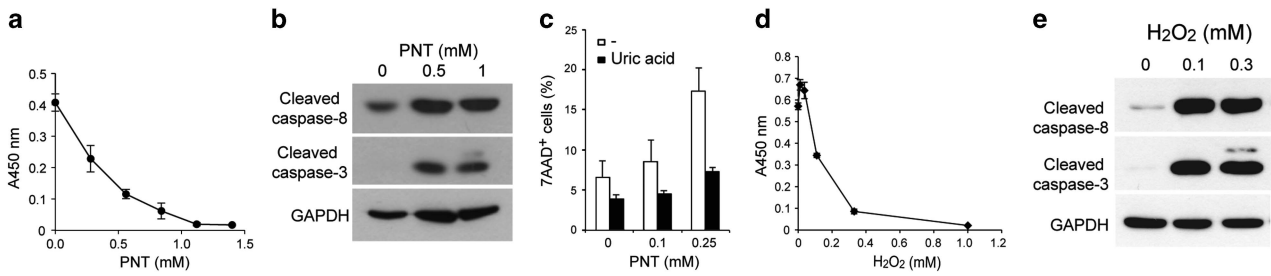 a
A450 nm
0.5
0.4
0.3
0.2
0.1
0
0.0 0.5 1.0 1.5
PNT (mM)
b
PNT (mM)
0 0.5 1
Cleaved
caspase-8
Cleaved
caspase-3
GAPDH
c
7AAD+ cells (%)
25
20
15
10
5
0
-
Uric acid
0 0.1 0.25
PNT (mM)
d
A450 nm
0.8
0.7
0.6
0.5
0.4
0.3
0.2
0.1
0
0 0.2 0.4 0.6 0.8 1.0 1.2
H2O2 (mM)
e
H2O2 (mM)
0 0.1 0.3
Cleaved
caspase-8
Cleaved
caspase-3
GAPDH